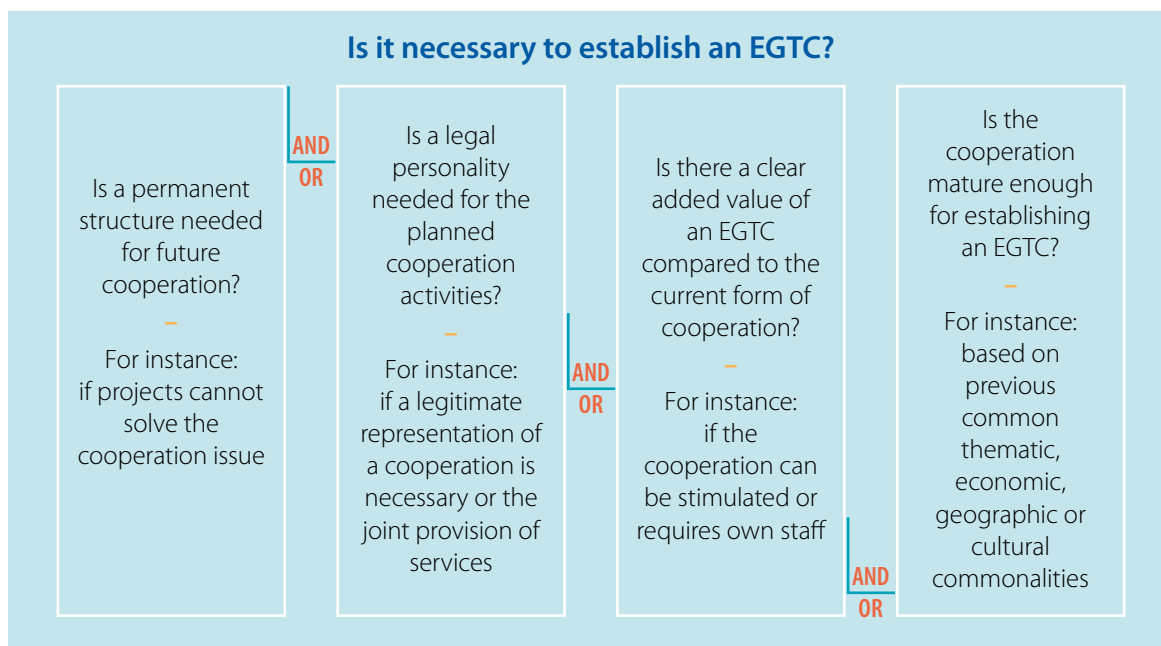 Is it necessary to establish an EGTC?
Is a permanent
structure needed
for future
cooperation?
–
For instance:
if projects cannot
solve the
cooperation issue
AND
OR
Is a legal
personality
needed for the
planned
cooperation
activities?
–
For instance:
if a legitimate
representation of
a cooperation is
necessary or the
joint provision of
services
AND
OR
Is there a clear
added value of
an EGTC
compared to the
current form of
cooperation?
–
For instance:
if the
cooperation can
be stimulated or
requires own staff
AND
OR
Is the
cooperation
mature enough
for establishing
an EGTC?
–
For instance:
based on
previous
common
thematic,
economic,
geographic or
cultural
commonalities